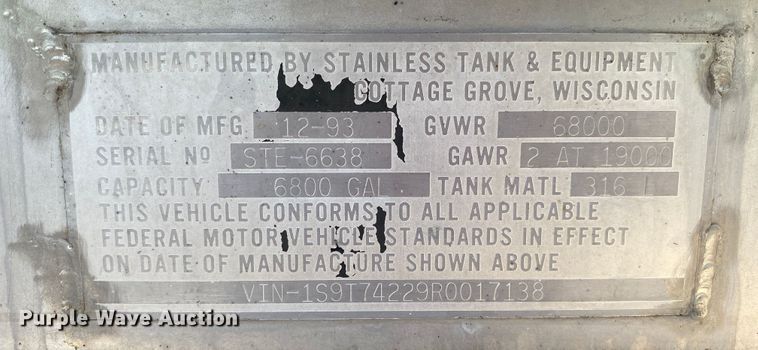 MANUFACTURED BY STAINLESS TANK & EQUIPMENT
COTTAGE GROVE, WISCONSIN
DATE OF MFG 12-93 GVWR 68000
SERIAL NO STE-6638 GAWR 2 AT 19000
CAPACITY 6800 GAL TANK MATL 316 L
THIS VEHICLE CONFORMS TO ALL APPLICABLE
FEDERAL MOTOR VEHICLE STANDARDS IN EFFECT
ON DATE OF MANUFACTURE SHOWN ABOVE
VIN-1S9T74229R0017138
Purple Wave Auction